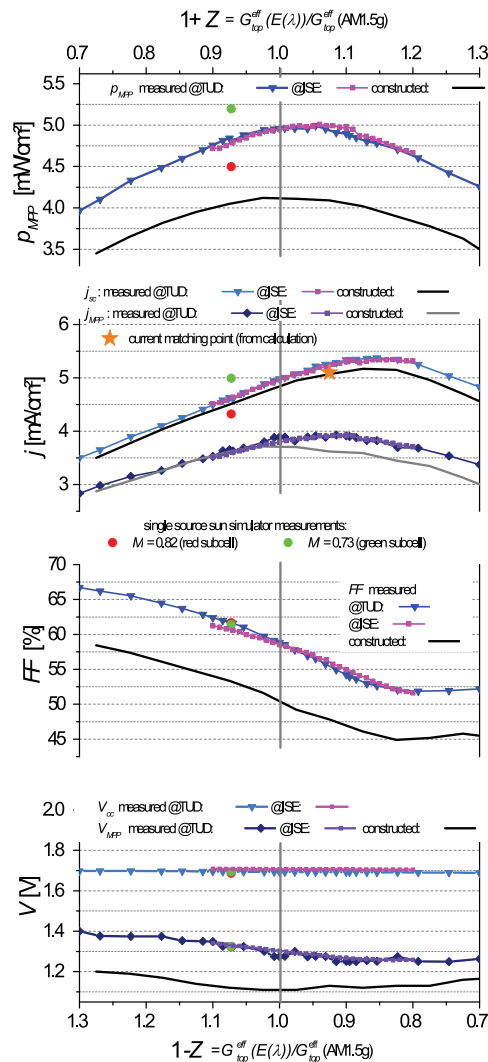 1+ Z = G_top^eff (E(λ))/G_top^eff (AM1.5g)
0.7 0.8 0.9 1.0 1.1 1.2 1.3
p_MPP measured @TUD: @ISE: constructed:
5.5
5.0
4.5
4.0
3.5
p_MPP [mW/cm²]
j_sc: measured @TUD: @ISE: constructed:
j_MPP: measured @TUD: @ISE: constructed:
current matching point (from calculation)
6
5
4
3
j [mA/cm²]
single source sun simulator measurements:
M = 0.82 (red subcell) M = 0.73 (green subcell)
70
65
60
55
50
45
FF [%]
FF measured
@TUD:
@ISE:
constructed:
V_oc measured @TUD: @ISE:
V_MPP measured @TUD: @ISE: constructed:
2.0
1.8
1.6
1.4
1.2
V [V]
1.3 1.2 1.1 1.0 0.9 0.8 0.7
1-Z = G_top^eff (E(λ))/G_top^eff (AM1.5g)